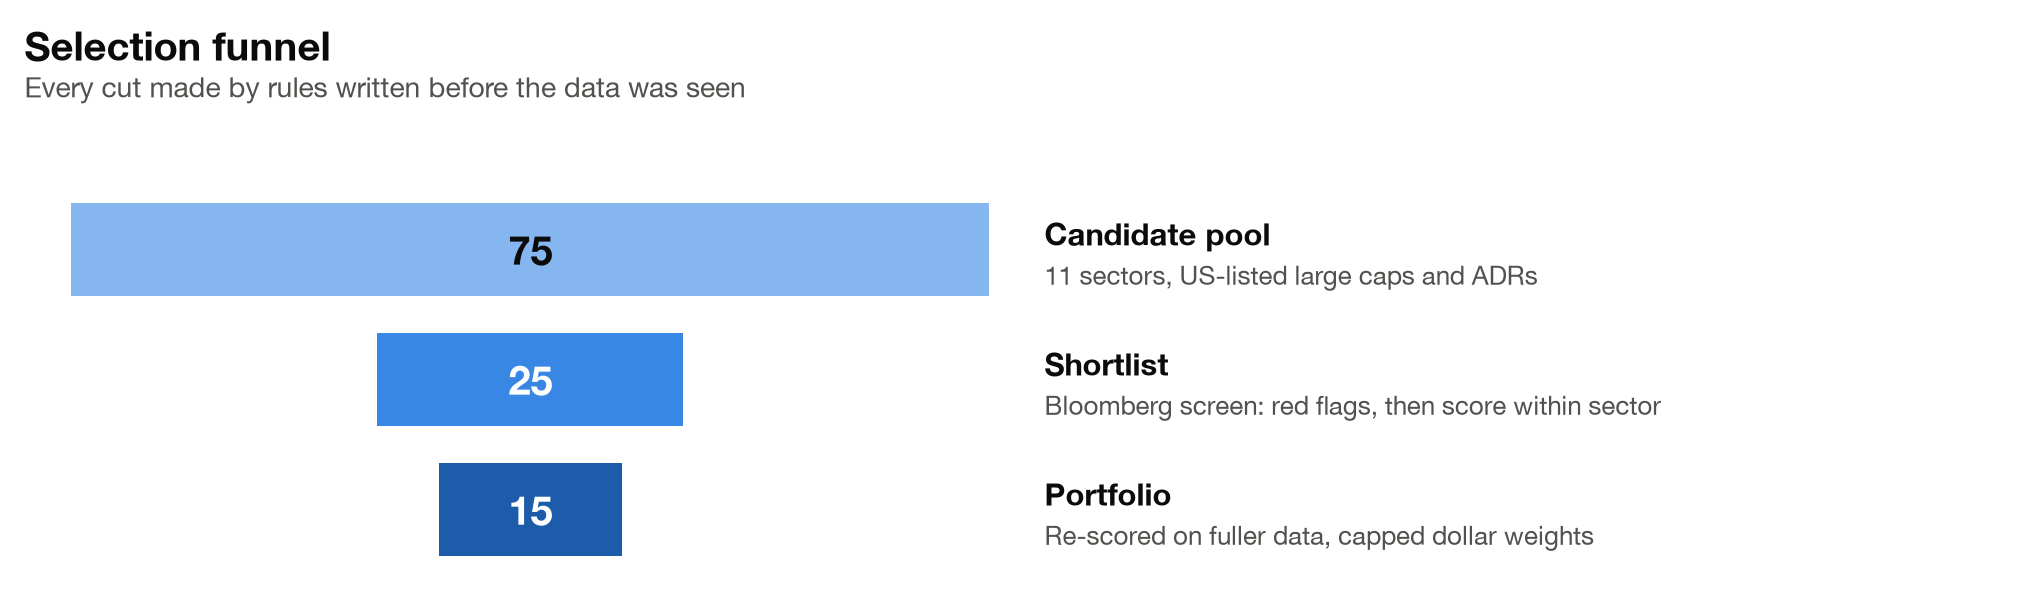 Selection funnel
Every cut made by rules written before the data was seen
75
Candidate pool
11 sectors, US-listed large caps and ADRs
25
Shortlist
Bloomberg screen: red flags, then score within sector
15
Portfolio
Re-scored on fuller data, capped dollar weights